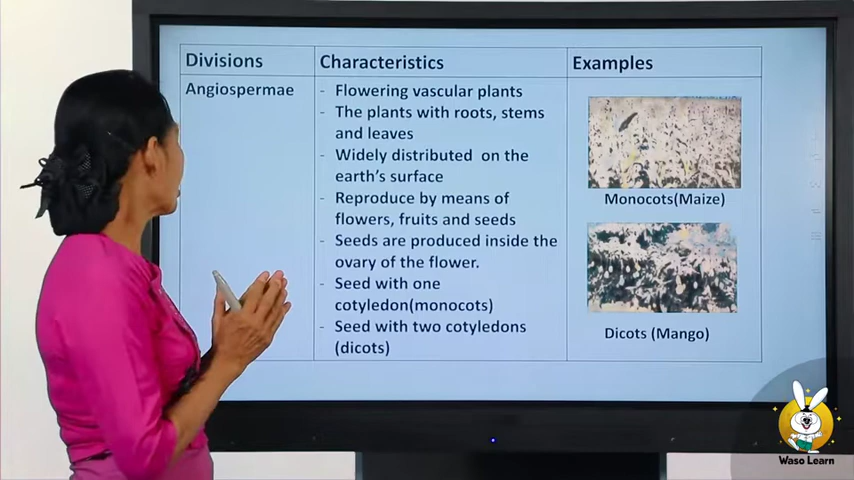 Divisions
Characteristics
Examples
Angiospermae
- Flowering vascular plants
- The plants with roots, stems
and leaves
- Widely distributed on the
earth's surface
- Reproduce by means of
flowers, fruits and seeds
- Seeds are produced inside the
ovary of the flower.
- Seed with one
cotyledon(monocots)
- Seed with two cotyledons
(dicots)
Monocots(Maize)
Dicots (Mango)
Waso Learn